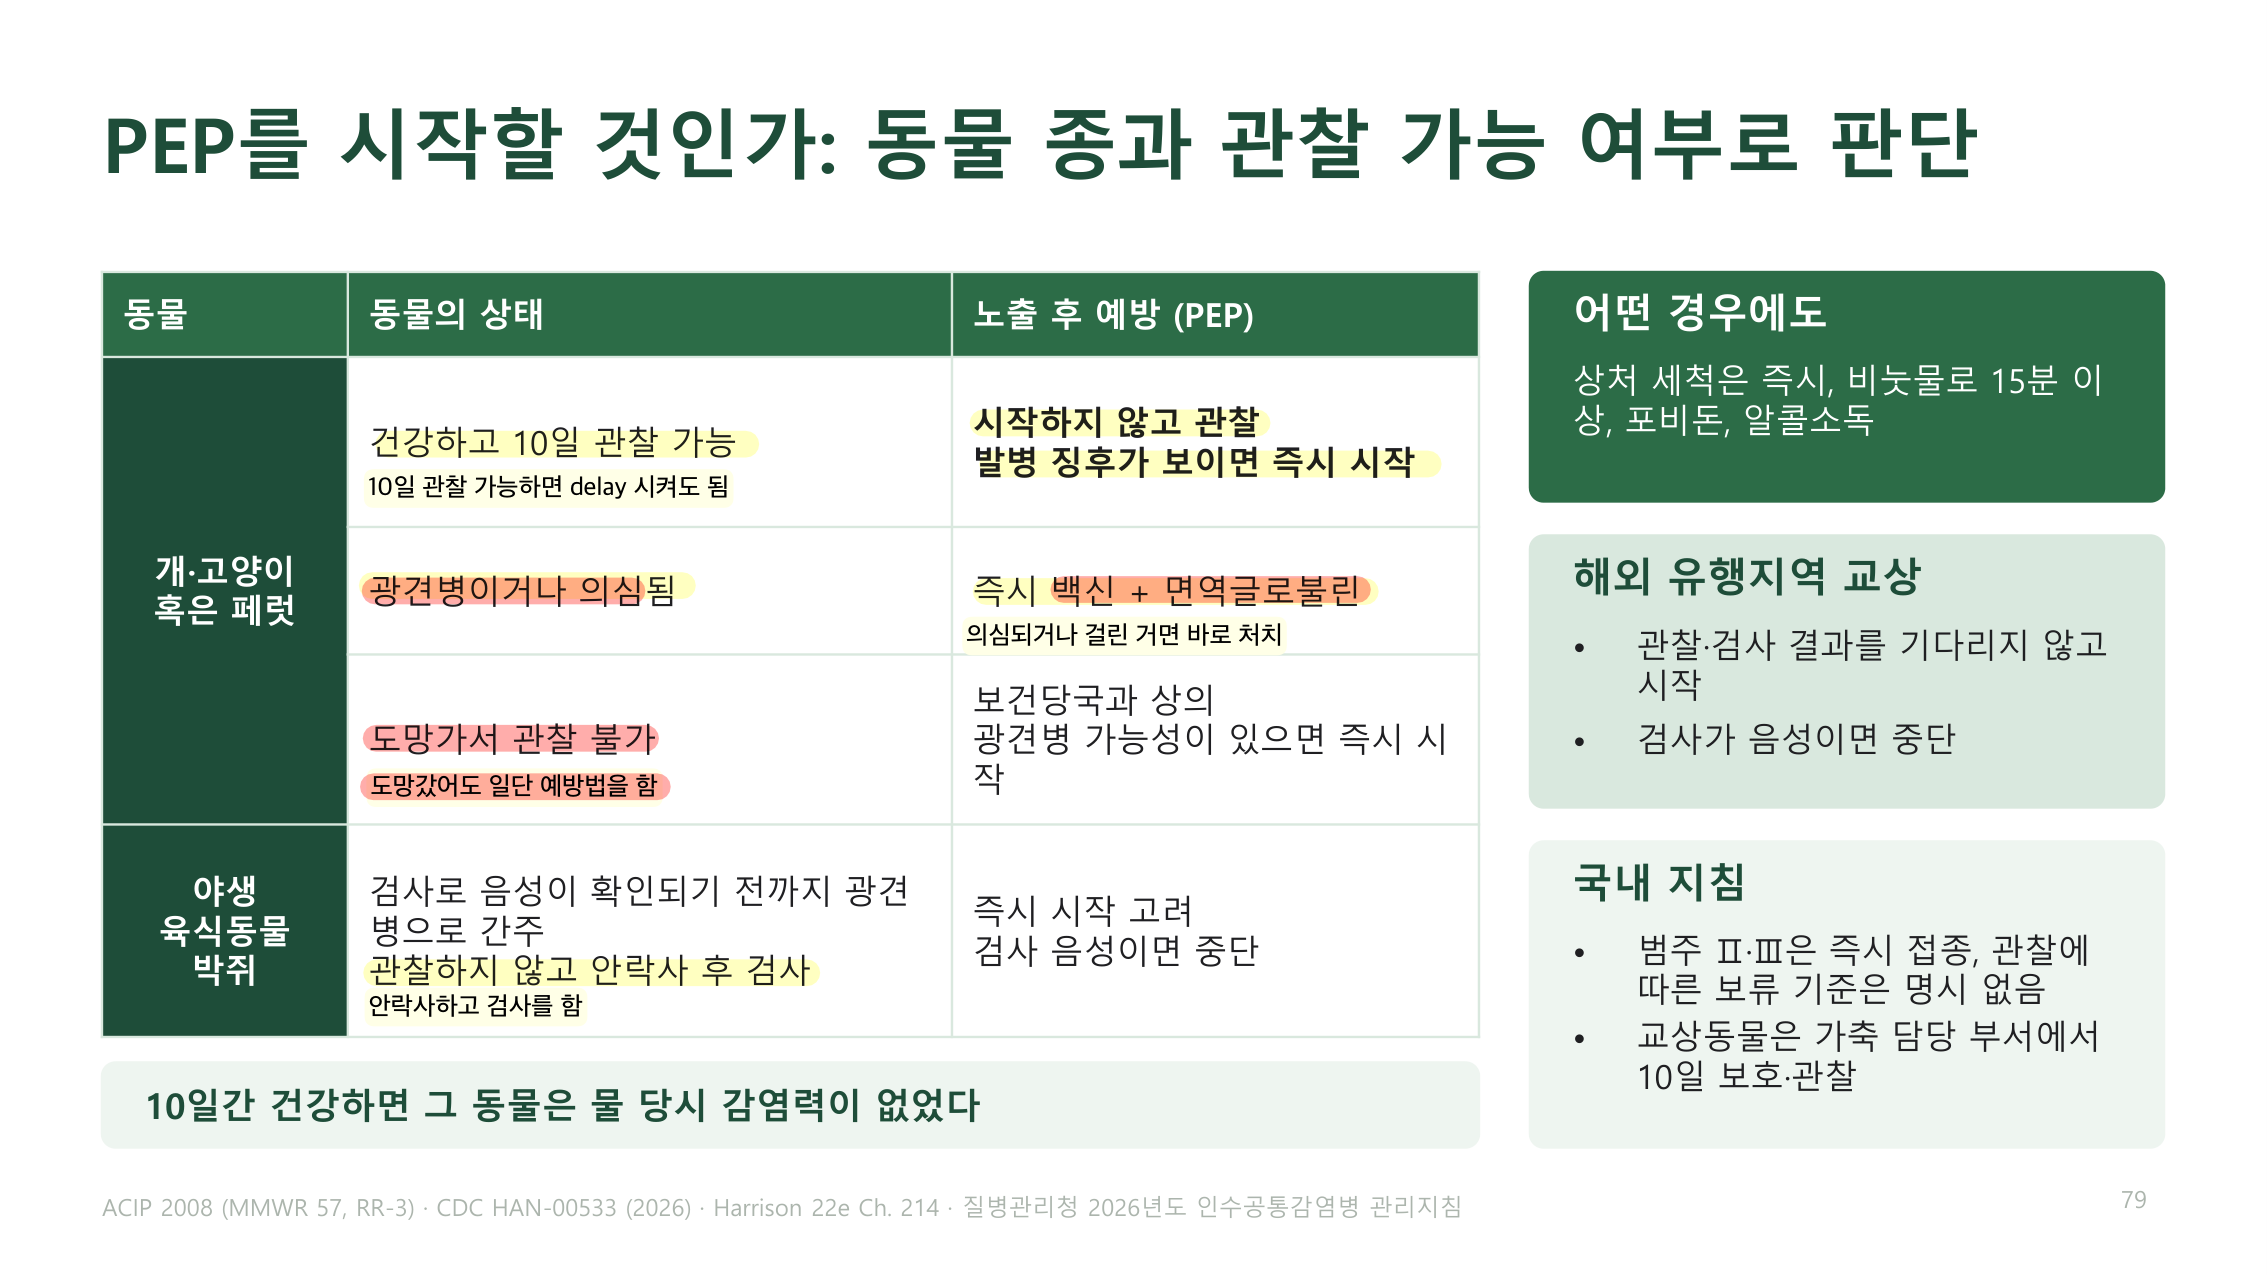 PEP를 시작할 것인가: 동물 종과 관찰 가능 여부로 판단
동물
동물의 상태
노출 후 예방 (PEP)
개·고양이
혹은 페럿
건강하고 10일 관찰 가능
10일 관찰 가능하면 delay 시켜도 됨
시작하지 않고 관찰
발병 징후가 보이면 즉시 시작
광견병이거나 의심됨
즉시 백신 + 면역글로불린
의심되거나 걸린 거면 바로 처치
도망가서 관찰 불가
도망갔어도 일단 예방법을 함
보건당국과 상의
광견병 가능성이 있으면 즉시 시
작
야생
육식동물
박쥐
검사로 음성이 확인되기 전까지 광견
병으로 간주
관찰하지 않고 안락사 후 검사
안락사하고 검사를 함
즉시 시작 고려
검사 음성이면 중단
10일간 건강하면 그 동물은 물 당시 감염력이 없었다
어떤 경우에도
상처 세척은 즉시, 비눗물로 15분 이
상, 포비돈, 알콜소독
해외 유행지역 교상
• 관찰·검사 결과를 기다리지 않고
시작
• 검사가 음성이면 중단
국내 지침
• 범주 Ⅱ·Ⅲ은 즉시 접종, 관찰에
따른 보류 기준은 명시 없음
• 교상동물은 가축 담당 부서에서
10일 보호·관찰
ACIP 2008 (MMWR 57, RR-3) · CDC HAN-00533 (2026) · Harrison 22e Ch. 214 · 질병관리청 2026년도 인수공통감염병 관리지침
79